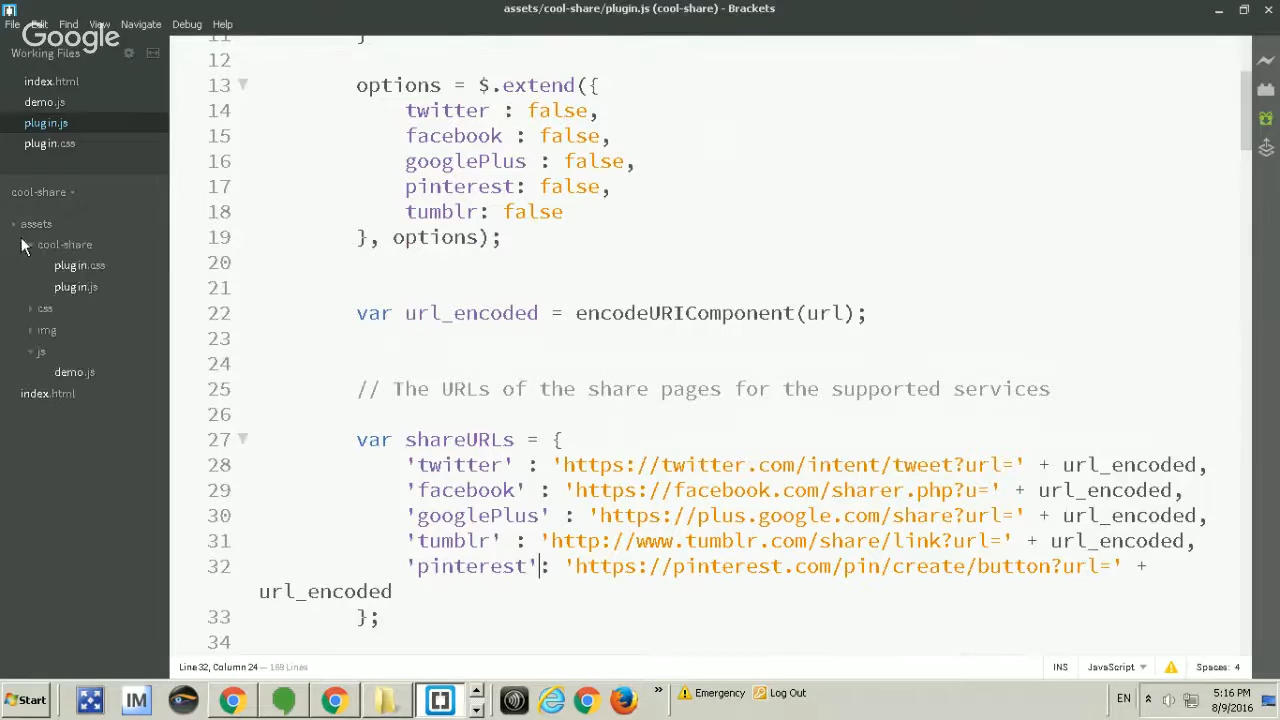 assets/cool-share/plugin.js (cool-share) - Brackets
File Edit Find View Navigate Debug Help
Google
Working Files
index.html
demo.js
plugin.js
plugin.css
cool-share
assets
cool-share
plugin.css
plugin.js
css
img
js
demo.js
index.html
11 }
12
13 options = $.extend({
14 twitter : false,
15 facebook : false,
16 googlePlus : false,
17 pinterest: false,
18 tumblr: false
19 }, options);
20
21
22 var url_encoded = encodeURIComponent(url);
23
24
25 // The URLs of the share pages for the supported services
26
27 var shareURLs = {
28 'twitter' : 'https://twitter.com/intent/tweet?url=' + url_encoded,
29 'facebook' : 'https://facebook.com/sharer.php?u=' + url_encoded,
30 'googlePlus' : 'https://plus.google.com/share?url=' + url_encoded,
31 'tumblr' : 'http://www.tumblr.com/share/link?url=' + url_encoded,
32 'pinterest': 'https://pinterest.com/pin/create/button?url=' +
url_encoded
33 };
34
Line 32, Column 24 — 169 Lines
INS JavaScript Spaces: 4
Start IM » Emergency Log Out EN 5:16 PM
8/9/2016